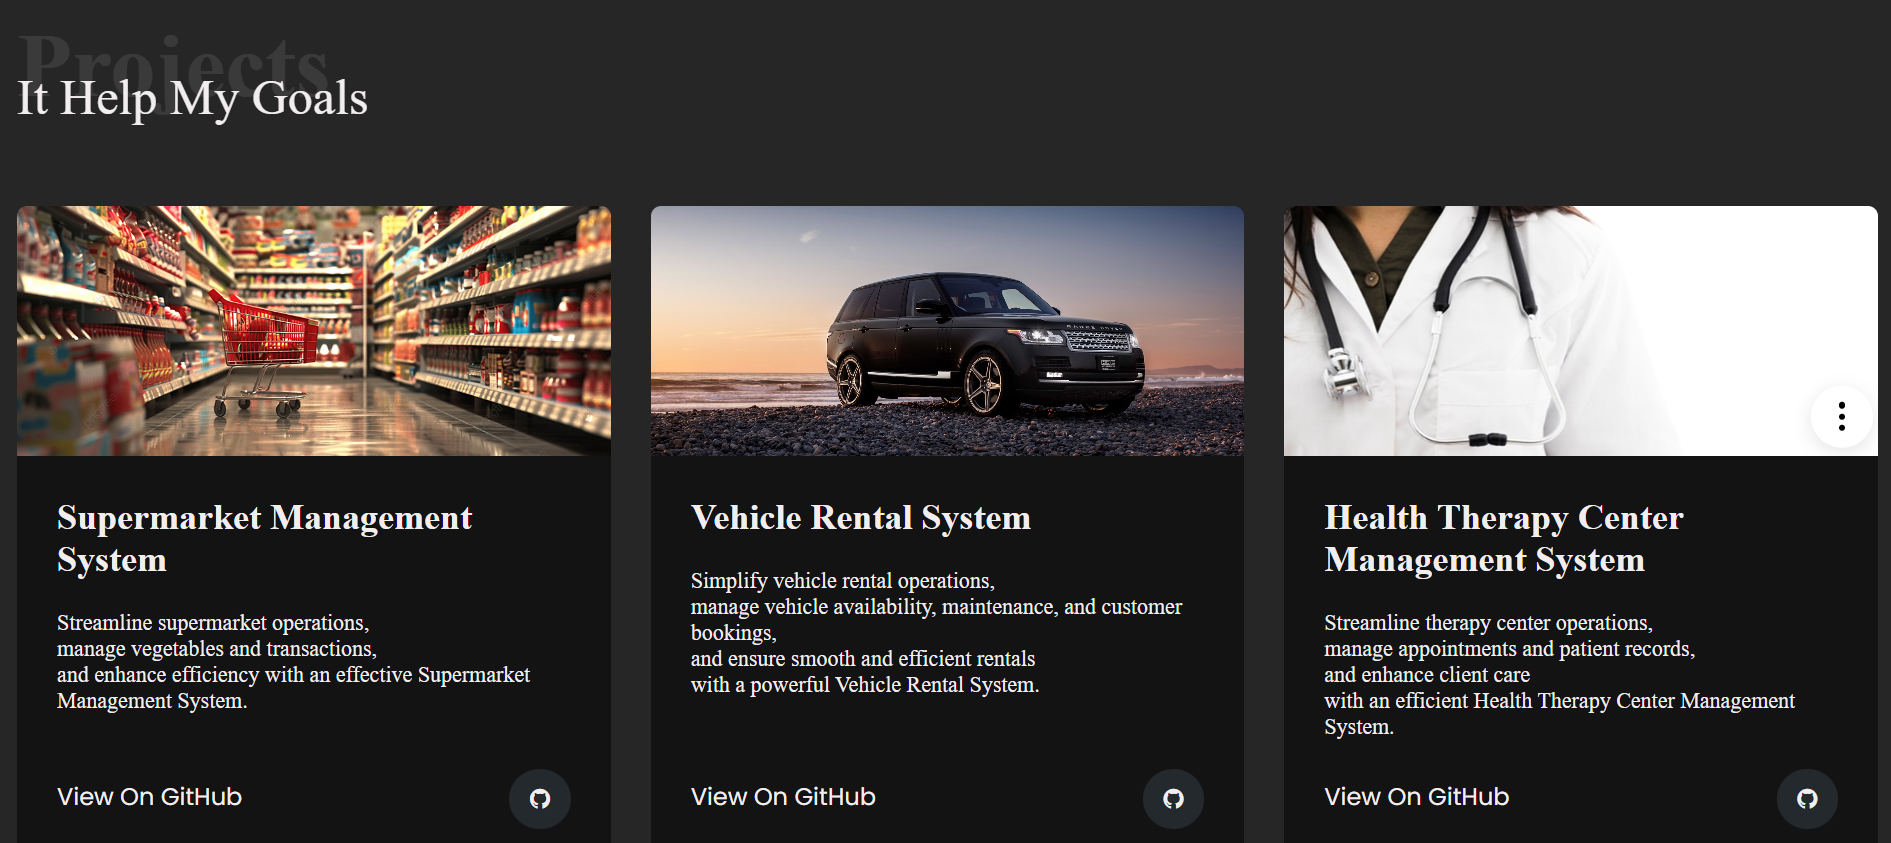 Projects
It Help My Goals
Supermarket Management
System
Streamline supermarket operations,
manage vegetables and transactions,
and enhance efficiency with an effective Supermarket
Management System.
View On GitHub
Vehicle Rental System
Simplify vehicle rental operations,
manage vehicle availability, maintenance, and customer
bookings,
and ensure smooth and efficient rentals
with a powerful Vehicle Rental System.
View On GitHub
Health Therapy Center
Management System
Streamline therapy center operations,
manage appointments and patient records,
and enhance client care
with an efficient Health Therapy Center Management
System.
View On GitHub